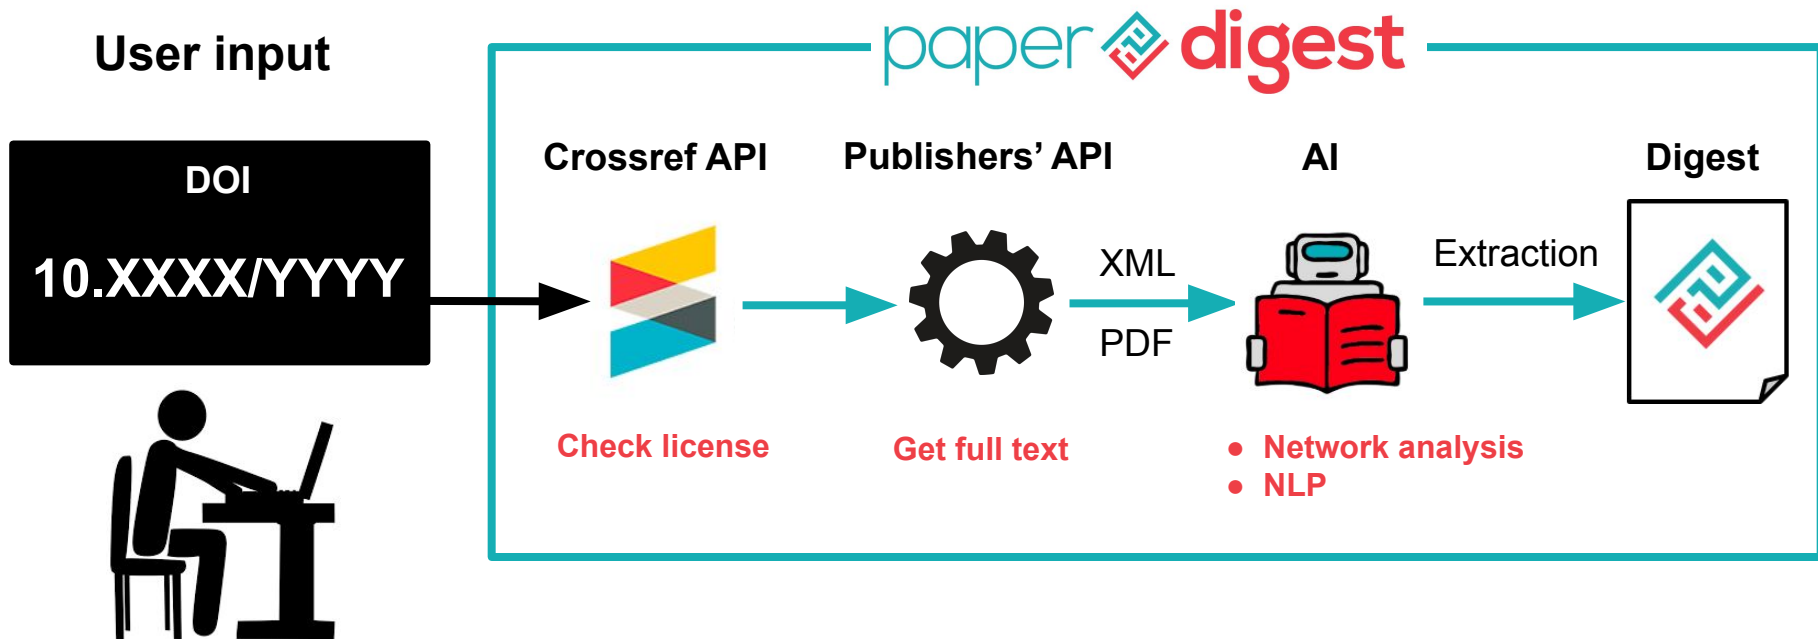 User input
paper digest
DOI
10.XXXX/YYYY
Crossref API
Publishers’ API
AI
Digest
XML
PDF
Extraction
Check license
Get full text
● Network analysis
● NLP